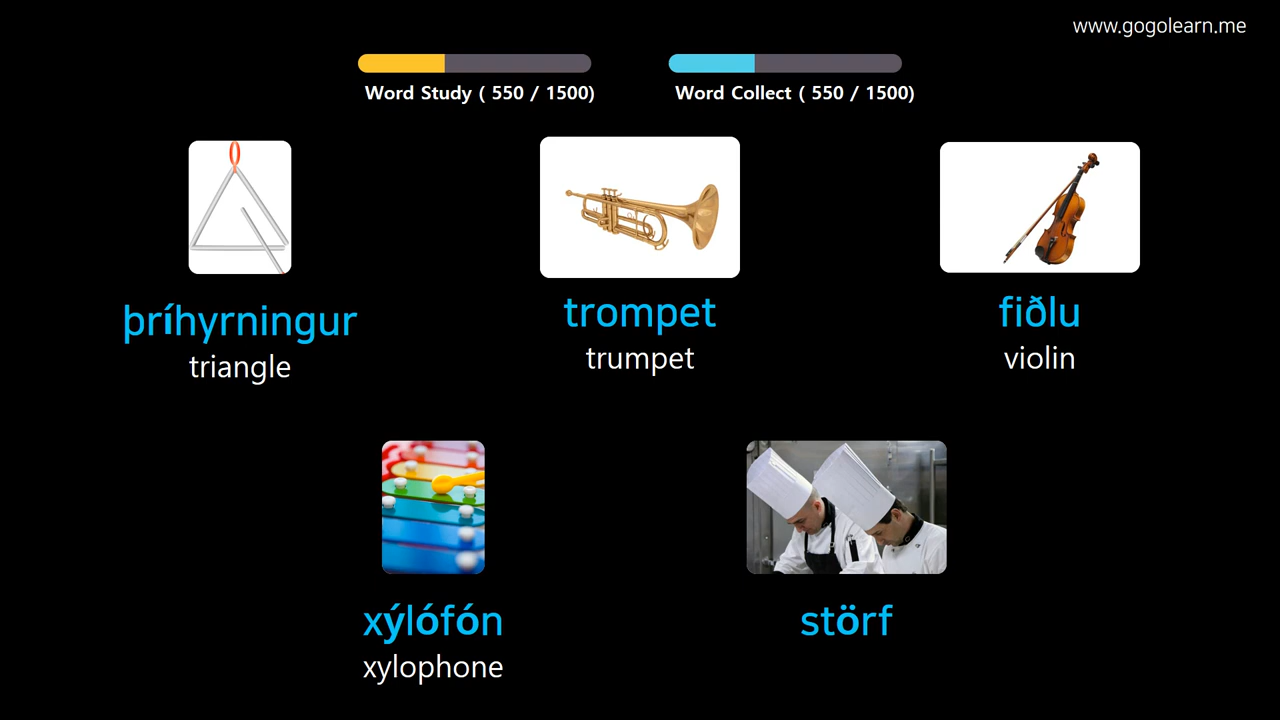 www.gogolearn.me
Word Study ( 550 / 1500)
Word Collect ( 550 / 1500)
þríhyrningur
triangle
trompet
trumpet
fiðlu
violin
xýlófón
xylophone
störf